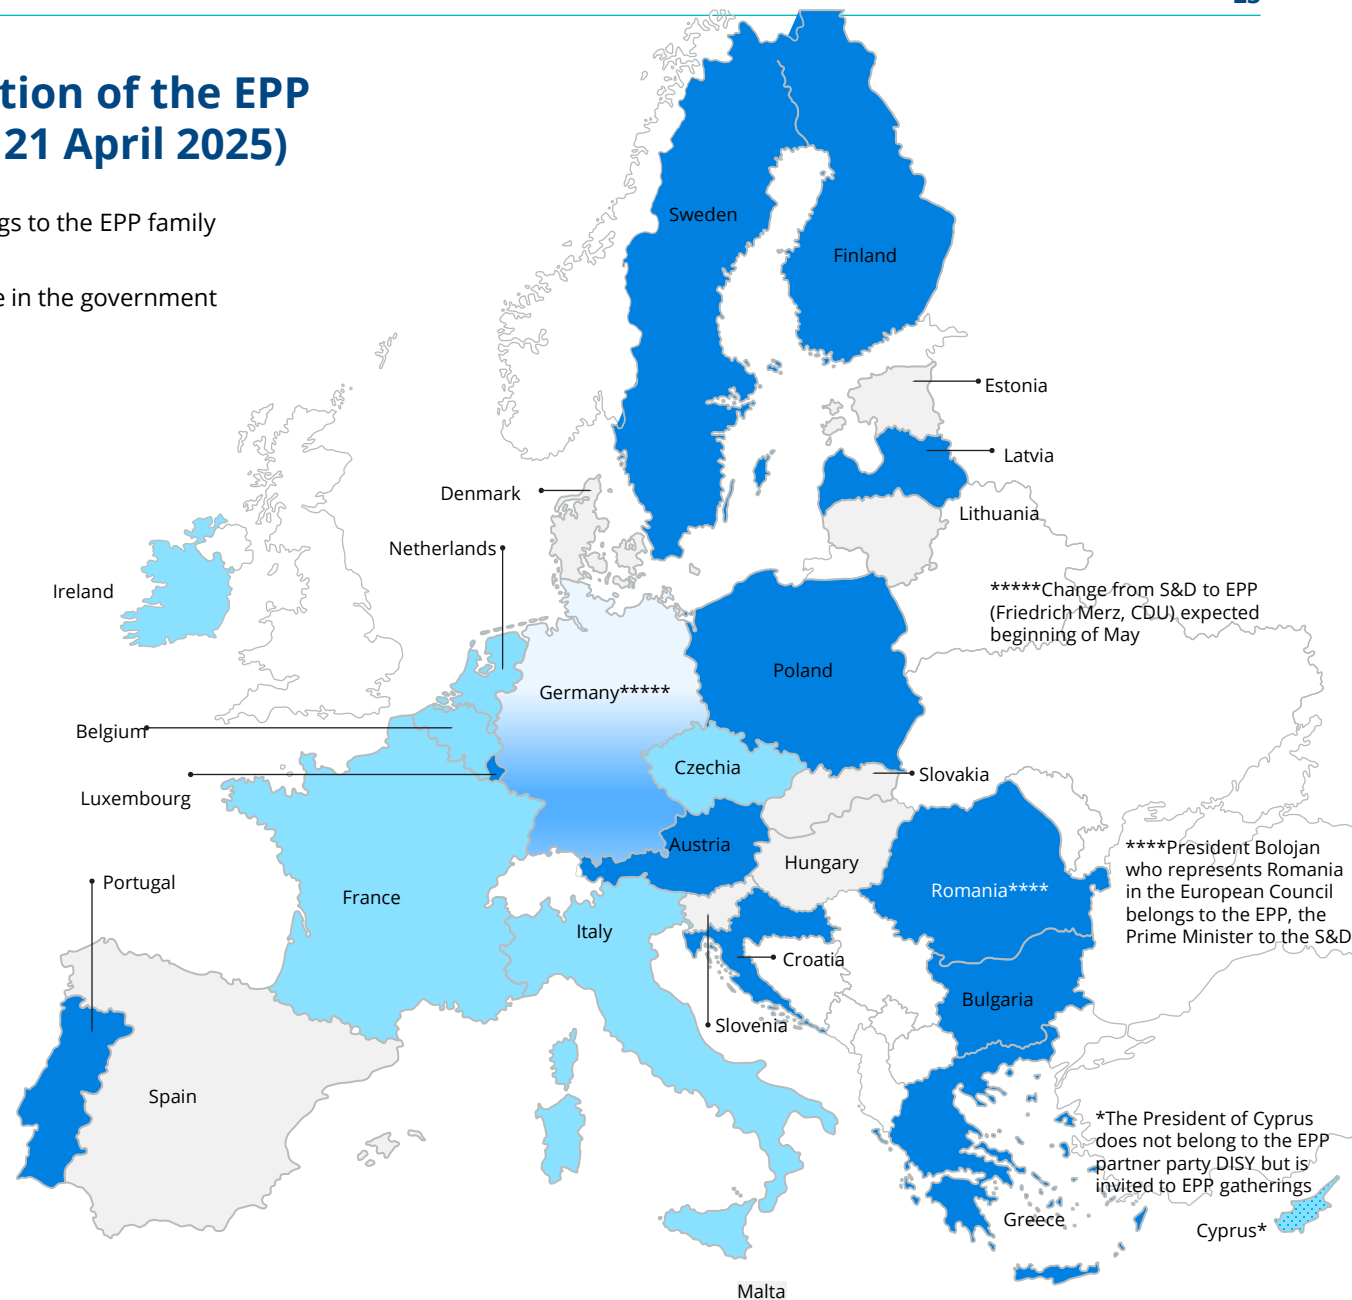 tion of the EPP
21 April 2025)
gs to the EPP family
e in the government
Sweden
Finland
Estonia
Latvia
Denmark
Lithuania
Netherlands
Ireland
*****Change from S&D to EPP
(Friedrich Merz, CDU) expected
beginning of May
Poland
Germany*****
Belgium
Czechia
Slovakia
Luxembourg
Austria
Hungary
****President Bolojan
who represents Romania
in the European Council
belongs to the EPP, the
Prime Minister to the S&D
Portugal
France
Romania****
Italy
Croatia
Bulgaria
Slovenia
Spain
*The President of Cyprus
does not belong to the EPP
partner party DISY but is
invited to EPP gatherings
Greece
Cyprus*
Malta